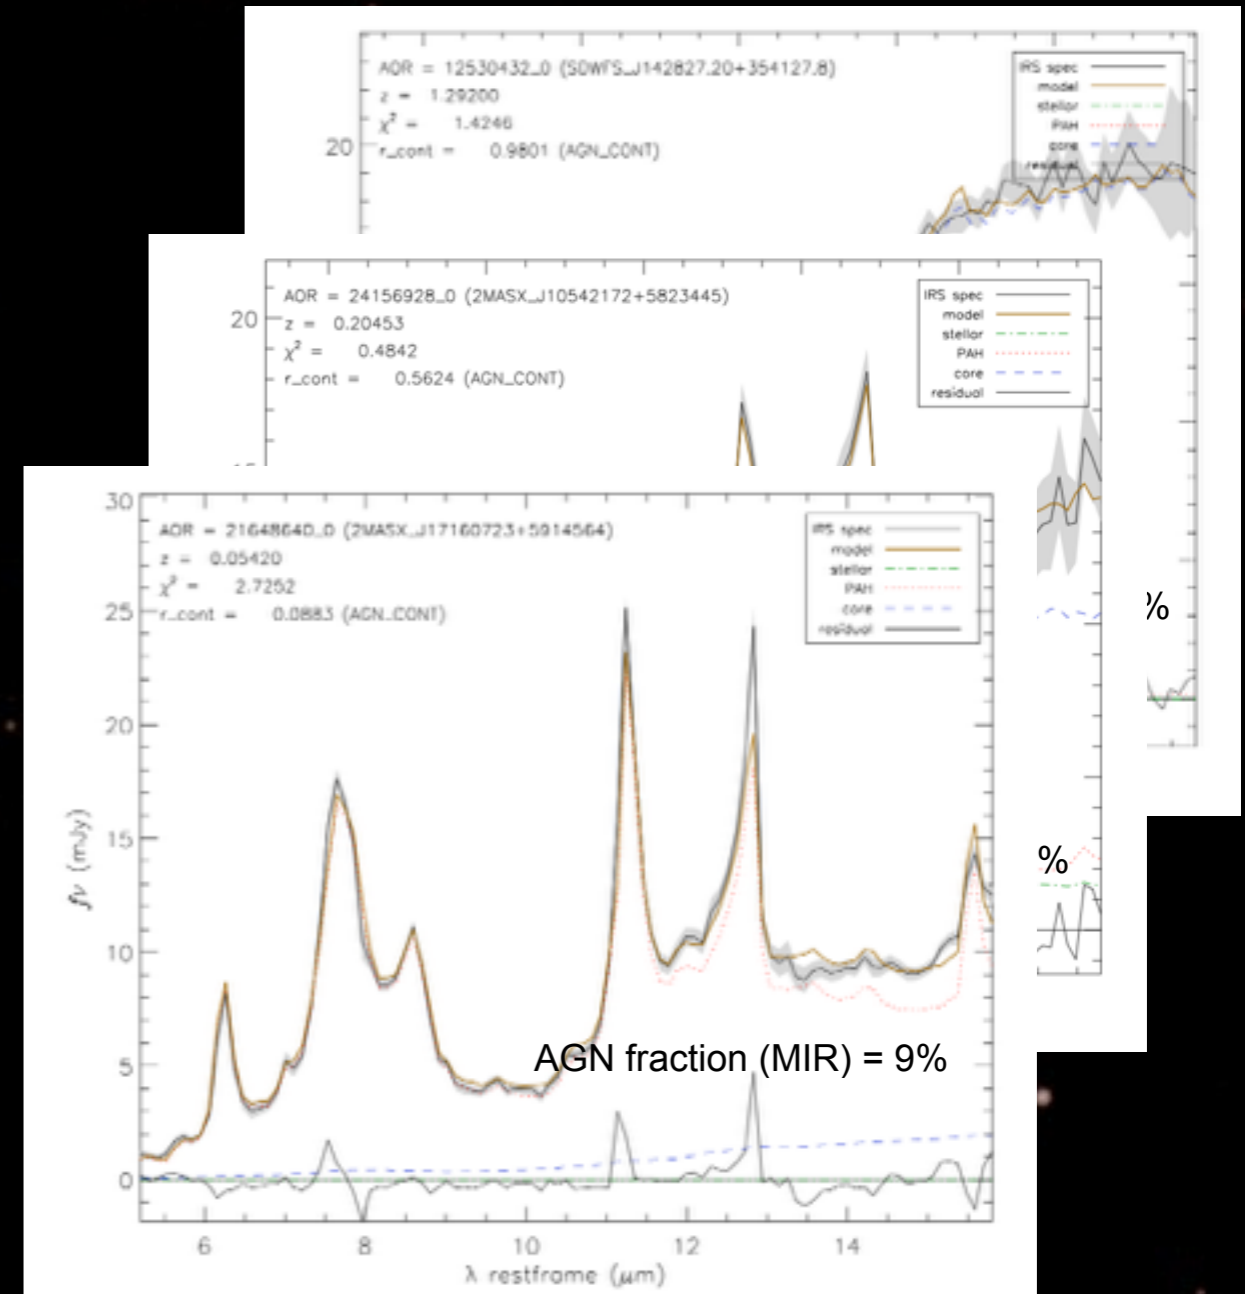 AOR = 12530432_0 (SDWFS_J142827.20+354127.8)
z = 1.29200
χ² = 1.4246
r_cont = 0.9801 (AGN_CONT)
20
IRS spec
model
stellar
PAH
core
residual
AOR = 24156928_0 (2MASX_J10542172+5823445)
z = 0.20453
χ² = 0.4842
r_cont = 0.5624 (AGN_CONT)
20
IRS spec
model
stellar
PAH
core
residual
%
%
AOR = 21648640_0 (2MASX_J17160723+5914564)
z = 0.05420
χ² = 2.7252
r_cont = 0.0883 (AGN_CONT)
IRS spec
model
stellar
PAH
core
residual
30
25
20
15
10
5
0
fν (mJy)
AGN fraction (MIR) = 9%
6 8 10 12 14
λ restframe (μm)